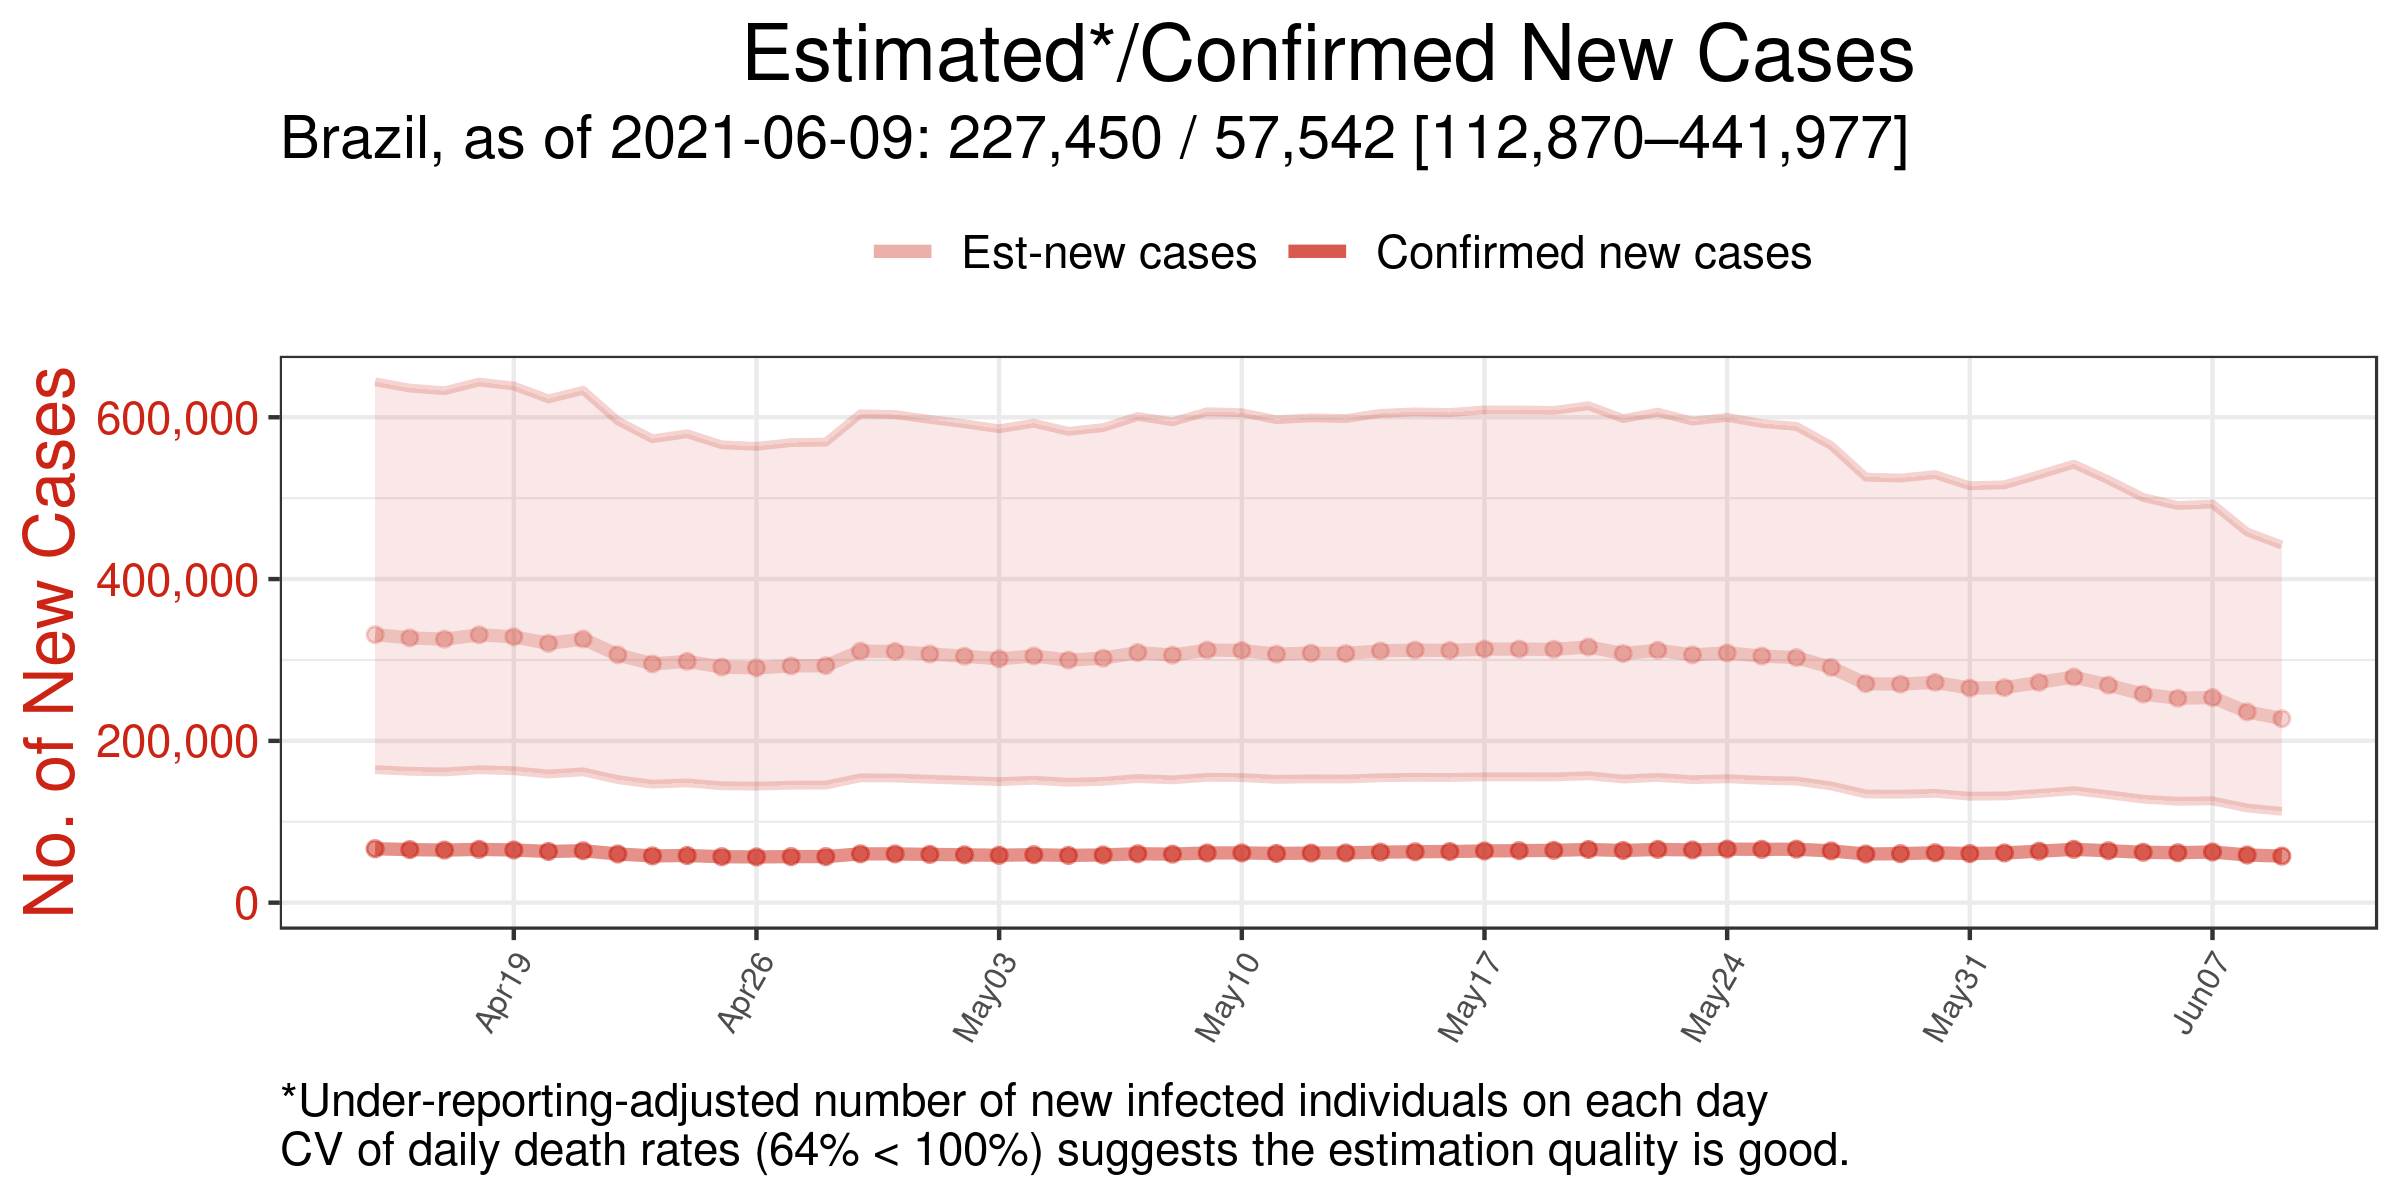 Estimated*/Confirmed New Cases
Brazil, as of 2021-06-09: 227,450 / 57,542 [112,870–441,977]
Est-new cases
Confirmed new cases
No. of New Cases
600,000
400,000
200,000
0
Apr19
Apr26
May03
May10
May17
May24
May31
Jun07
*Under-reporting-adjusted number of new infected individuals on each day
CV of daily death rates (64% < 100%) suggests the estimation quality is good.